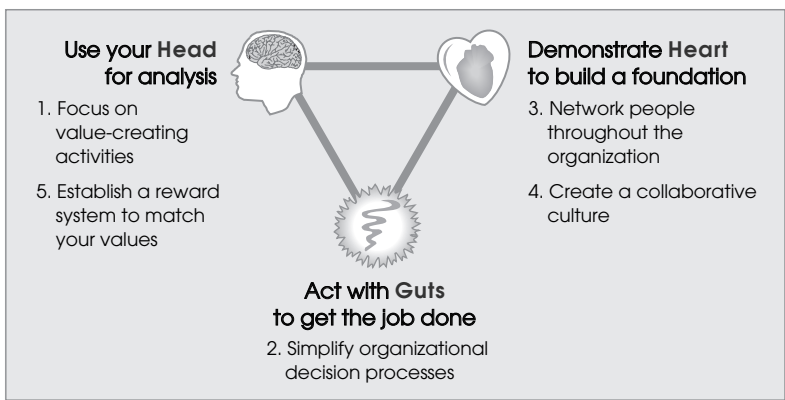 Use your Head
for analysis
1. Focus on
value-creating
activities
5. Establish a reward
system to match
your values
Demonstrate Heart
to build a foundation
3. Network people
throughout the
organization
4. Create a collaborative
culture
Act with Guts
to get the job done
2. Simplify organizational
decision processes